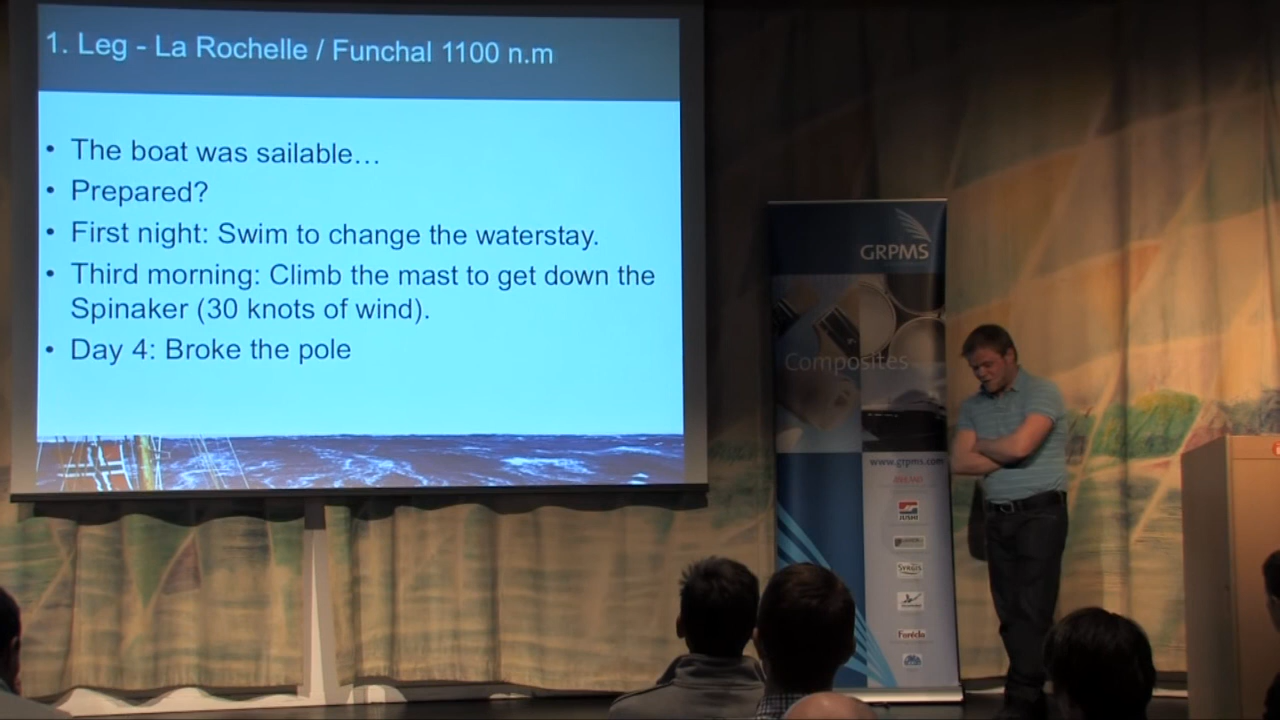 1. Leg - La Rochelle / Funchal 1100 n.m
• The boat was sailable…
• Prepared?
• First night: Swim to change the waterstay.
• Third morning: Climb the mast to get down the
Spinaker (30 knots of wind).
• Day 4: Broke the pole
GRPMS
Composites
www.grpms.com
JUSHI
Farécla